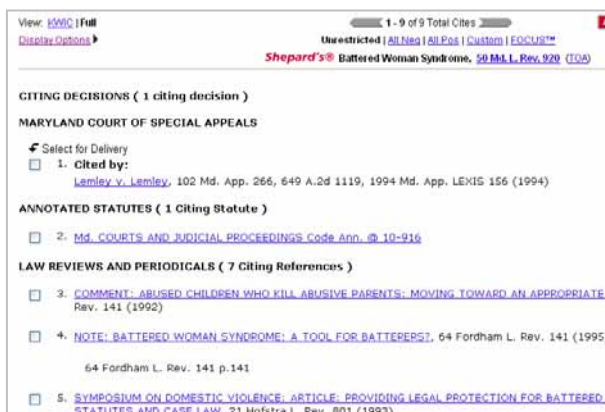 View: KWIC | Full
1 - 9 of 9 Total Cites
Display Options
Unrestricted | All Neg | All Pos | Custom | FOCUS™
Shepard's® Battered Woman Syndrome, 50 Md. L. Rev. 920 (TOA)
CITING DECISIONS ( 1 citing decision )
MARYLAND COURT OF SPECIAL APPEALS
Select for Delivery
1. Cited by:
Lemley v. Lemley, 102 Md. App. 266, 649 A.2d 1119, 1994 Md. App. LEXIS 156 (1994)
ANNOTATED STATUTES ( 1 Citing Statute )
2. Md. COURTS AND JUDICIAL PROCEEDINGS Code Ann. @ 10-916
LAW REVIEWS AND PERIODICALS ( 7 Citing References )
3. COMMENT: ABUSED CHILDREN WHO KILL ABUSIVE PARENTS: MOVING TOWARD AN APPROPRIATE
Rev. 141 (1992)
4. NOTE: BATTERED WOMAN SYNDROME: A TOOL FOR BATTERERS?, 64 Fordham L. Rev. 141 (1995
64 Fordham L. Rev. 141 p.141
5. SYMPOSIUM ON DOMESTIC VIOLENCE: ARTICLE: PROVIDING LEGAL PROTECTION FOR BATTERED
STATUTES AND CASE LAW, 21 Hofstra L. Rev. 801 (1993)